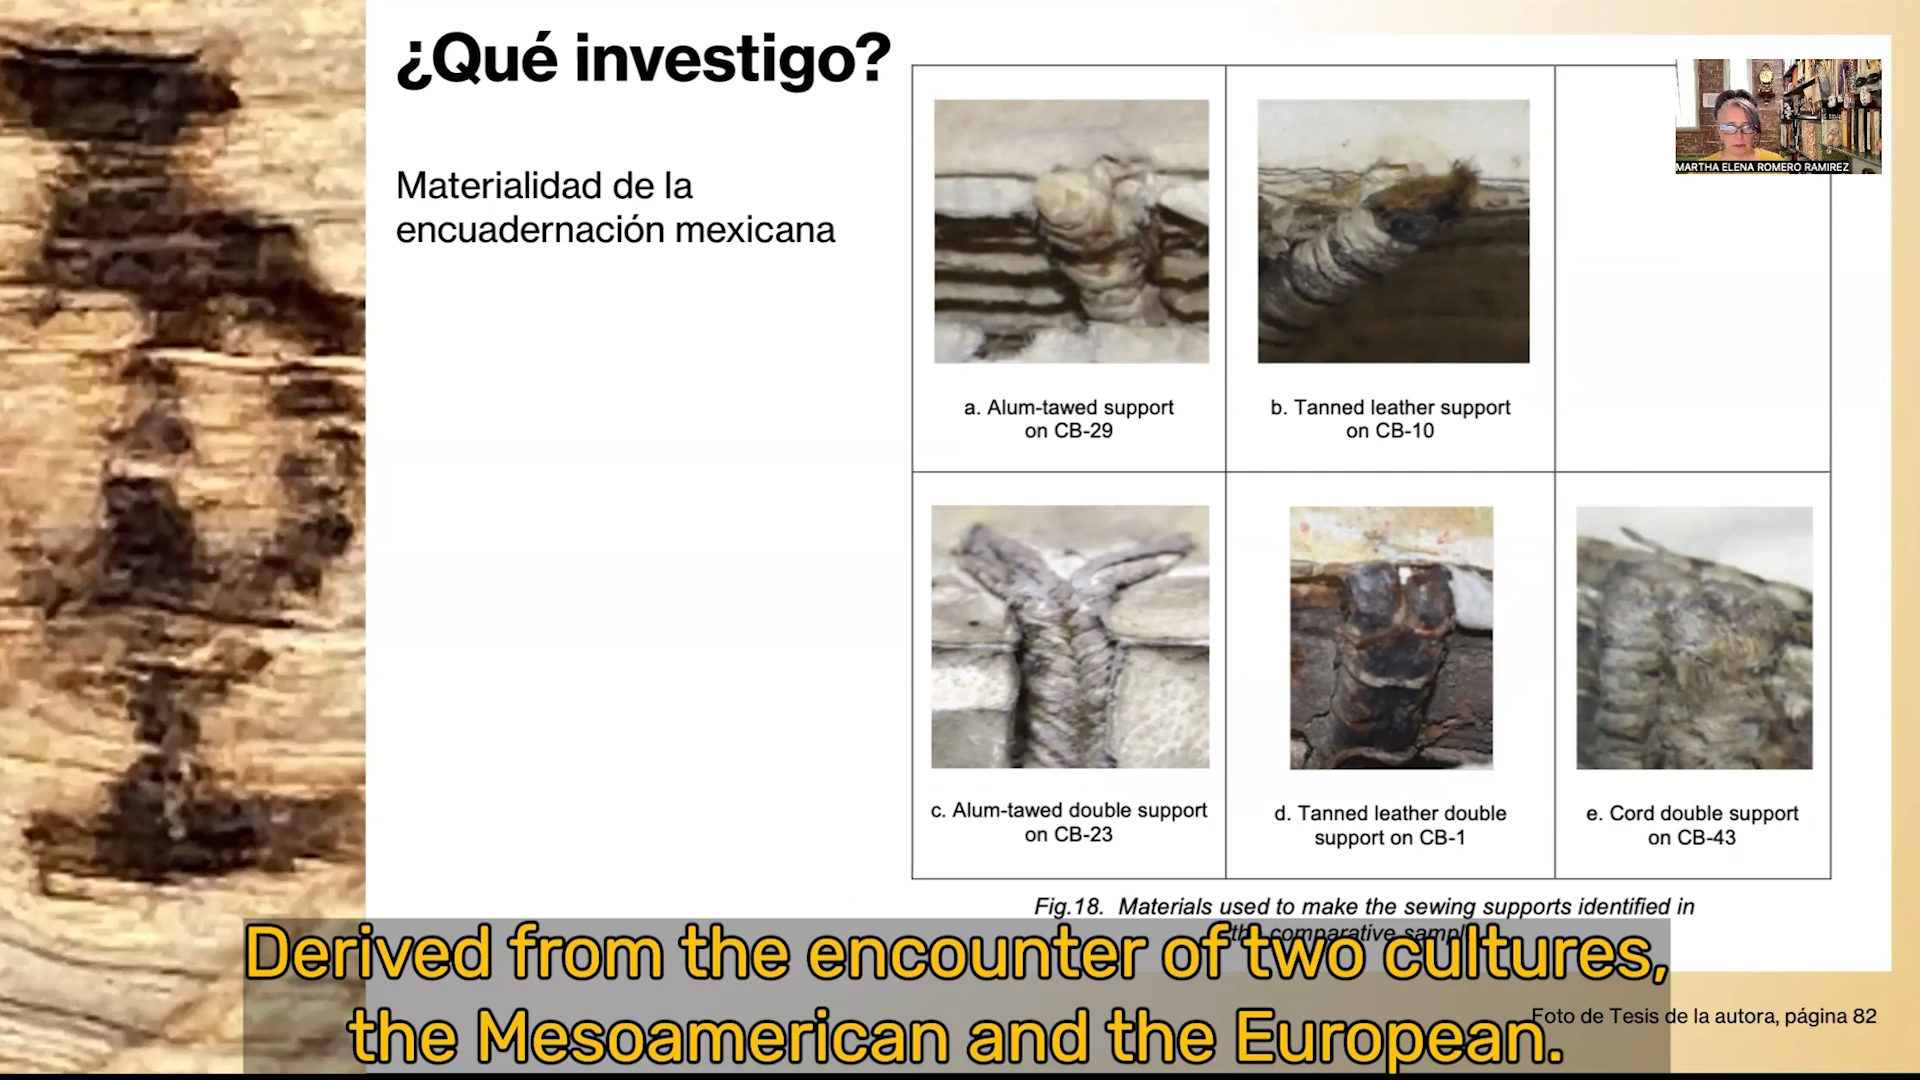 ¿Qué investigo?
Materialidad de la
encuadernación mexicana
MARTHA ELENA ROMERO RAMIREZ
a. Alum-tawed support
on CB-29
b. Tanned leather support
on CB-10
c. Alum-tawed double support
on CB-23
d. Tanned leather double
support on CB-1
e. Cord double support
on CB-43
Fig.18. Materials used to make the sewing supports identified in
the comparative sample
Derived from the encounter of two cultures,
the Mesoamerican and the European.
Foto de Tesis de la autora, página 82